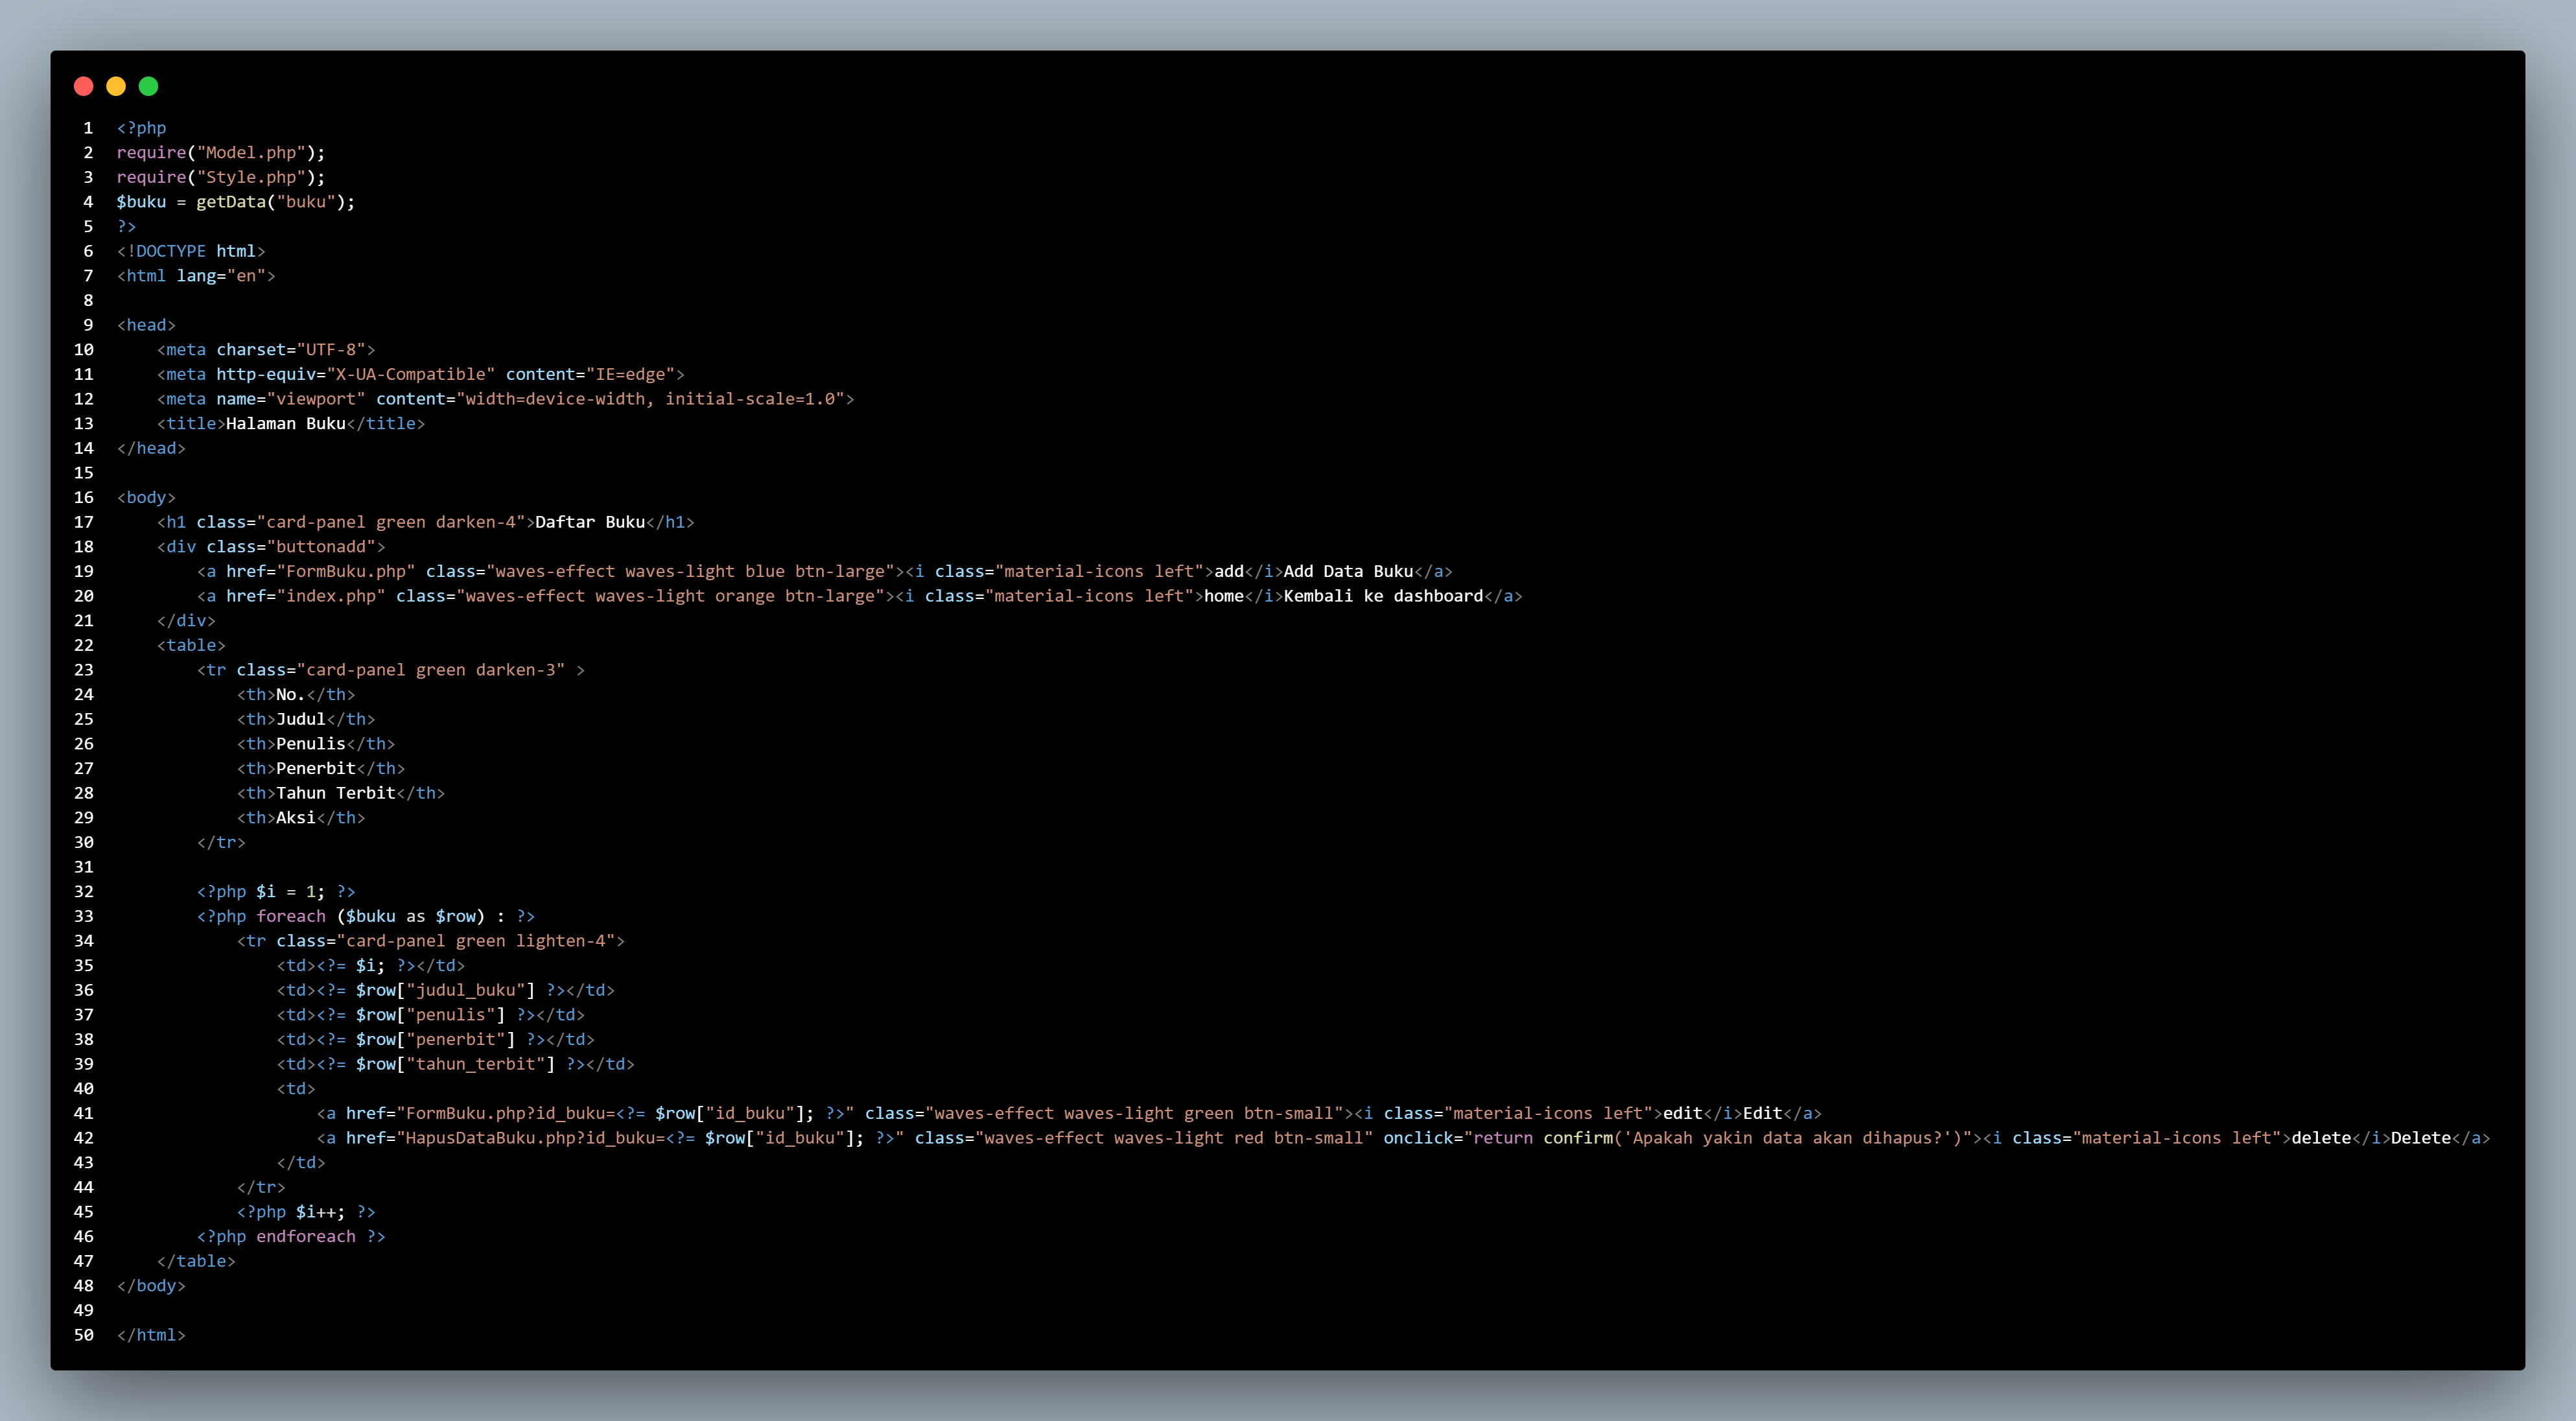 1 <?php
2 require("Model.php");
3 require("Style.php");
4 $buku = getData("buku");
5 ?>
6 <!DOCTYPE html>
7 <html lang="en">
8
9 <head>
10     <meta charset="UTF-8">
11     <meta http-equiv="X-UA-Compatible" content="IE=edge">
12     <meta name="viewport" content="width=device-width, initial-scale=1.0">
13     <title>Halaman Buku</title>
14 </head>
15
16 <body>
17     <h1 class="card-panel green darken-4">Daftar Buku</h1>
18     <div class="buttonadd">
19         <a href="FormBuku.php" class="waves-effect waves-light blue btn-large"><i class="material-icons left">add</i>Add Data Buku</a>
20         <a href="index.php" class="waves-effect waves-light orange btn-large"><i class="material-icons left">home</i>Kembali ke dashboard</a>
21     </div>
22     <table>
23         <tr class="card-panel green darken-3" >
24             <th>No.</th>
25             <th>Judul</th>
26             <th>Penulis</th>
27             <th>Penerbit</th>
28             <th>Tahun Terbit</th>
29             <th>Aksi</th>
30         </tr>
31
32         <?php $i = 1; ?>
33         <?php foreach ($buku as $row) : ?>
34             <tr class="card-panel green lighten-4">
35                 <td><?= $i; ?></td>
36                 <td><?= $row["judul_buku"] ?></td>
37                 <td><?= $row["penulis"] ?></td>
38                 <td><?= $row["penerbit"] ?></td>
39                 <td><?= $row["tahun_terbit"] ?></td>
40                 <td>
41                     <a href="FormBuku.php?id_buku=<?= $row["id_buku"]; ?>" class="waves-effect waves-light green btn-small"><i class="material-icons left">edit</i>Edit</a>
42                     <a href="HapusDataBuku.php?id_buku=<?= $row["id_buku"]; ?>" class="waves-effect waves-light red btn-small" onclick="return confirm('Apakah yakin data akan dihapus?')"><i class="material-icons left">delete</i>Delete</a>
43                 </td>
44             </tr>
45             <?php $i++; ?>
46         <?php endforeach ?>
47     </table>
48 </body>
49
50 </html>